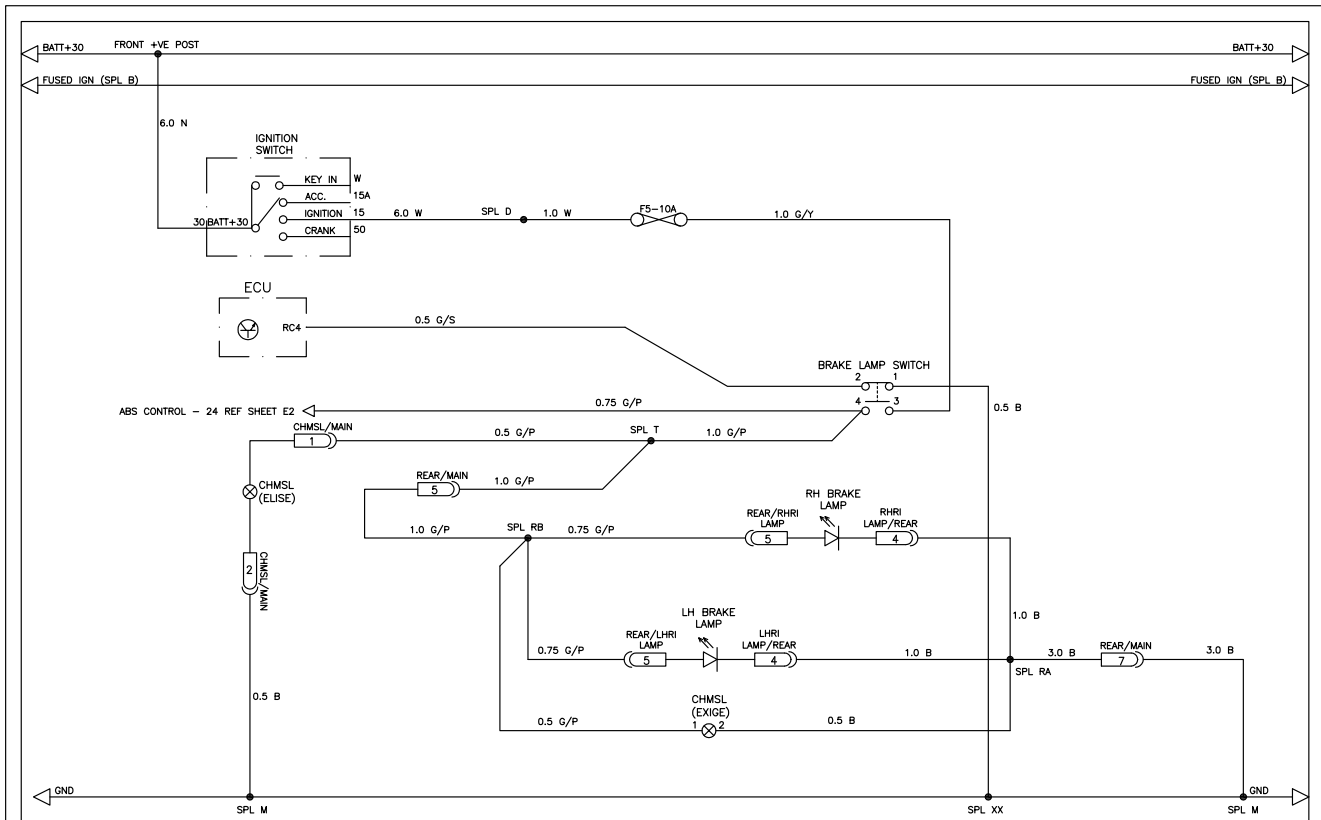 BATT+30
FRONT +VE POST
BATT+30
FUSED IGN (SPL B)
FUSED IGN (SPL B)
6.0 N
IGNITION
SWITCH
KEY IN
W
ACC.
15A
IGNITION
15
CRANK
50
30
BATT+30
6.0 W
SPL D
1.0 W
F5-10A
1.0 G/Y
ECU
RC4
0.5 G/S
BRAKE LAMP SWITCH
2
1
4
3
0.5 B
ABS CONTROL - 24 REF SHEET E2
0.75 G/P
CHMSL/MAIN
1
0.5 G/P
SPL T
1.0 G/P
REAR/MAIN
5
1.0 G/P
CHMSL
(ELISE)
1.0 G/P
SPL RB
0.75 G/P
REAR/RHRI
LAMP
5
RH BRAKE
LAMP
RHRI
LAMP/REAR
4
2
CHMSL/MAIN
1.0 B
0.75 G/P
REAR/LHRI
LAMP
5
LH BRAKE
LAMP
LHRI
LAMP/REAR
4
1.0 B
SPL RA
3.0 B
REAR/MAIN
7
3.0 B
0.5 B
0.5 G/P
CHMSL
(EXIGE)
1
2
0.5 B
GND
SPL M
SPL XX
SPL M
GND